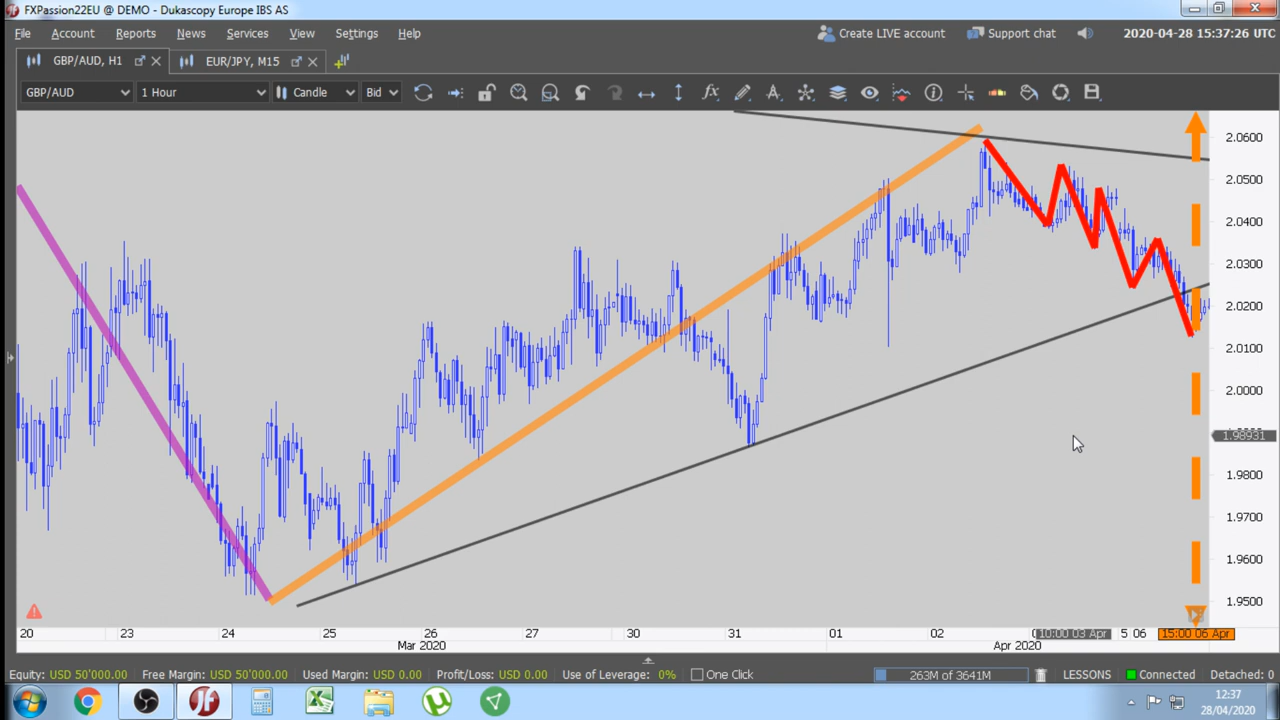 FXPassion22EU @ DEMO - Dukascopy Europe IBS AS
File Account Reports News Services View Settings Help Create LIVE account Support chat 2020-04-28 15:37:26 UTC
GBP/AUD, H1 EUR/JPY, M15
GBP/AUD 1 Hour Candle Bid
2.0600
2.0500
2.0400
2.0300
2.0200
2.0100
2.0000
1.98931
1.9800
1.9700
1.9600
1.9500
20 23 24 25 26 27 30 31 01 02 10:00 03 Apr 5 06 15:00 06 Apr
Mar 2020 Apr 2020
Equity: USD 50'000.00 Free Margin: USD 50'000.00 Used Margin: USD 0.00 Profit/Loss: USD 0.00 Use of Leverage: 0% One Click 263M of 3641M LESSONS Connected Detached: 0
12:37
28/04/2020